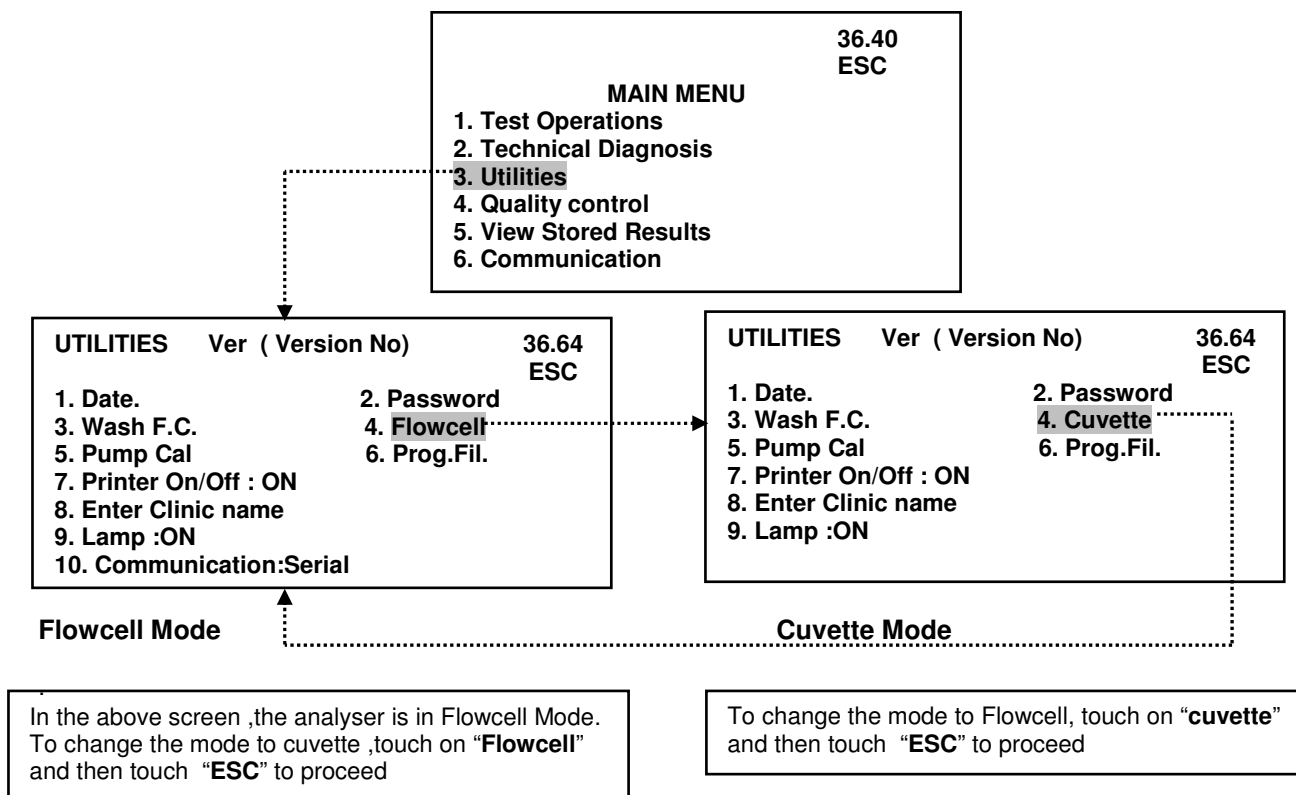 36.40
ESC
MAIN MENU
1. Test Operations
2. Technical Diagnosis
3. Utilities
4. Quality control
5. View Stored Results
6. Communication
UTILITIES Ver ( Version No) 36.64
ESC
1. Date. 2. Password
3. Wash F.C. 4. Flowcell
5. Pump Cal 6. Prog.Fil.
7. Printer On/Off : ON
8. Enter Clinic name
9. Lamp :ON
10. Communication:Serial
UTILITIES Ver ( Version No) 36.64
ESC
1. Date. 2. Password
3. Wash F.C. 4. Cuvette
5. Pump Cal 6. Prog.Fil.
7. Printer On/Off : ON
8. Enter Clinic name
9. Lamp :ON
Flowcell Mode
Cuvette Mode
In the above screen ,the analyser is in Flowcell Mode.
To change the mode to cuvette ,touch on “Flowcell”
and then touch “ESC” to proceed
To change the mode to Flowcell, touch on “cuvette”
and then touch “ESC” to proceed